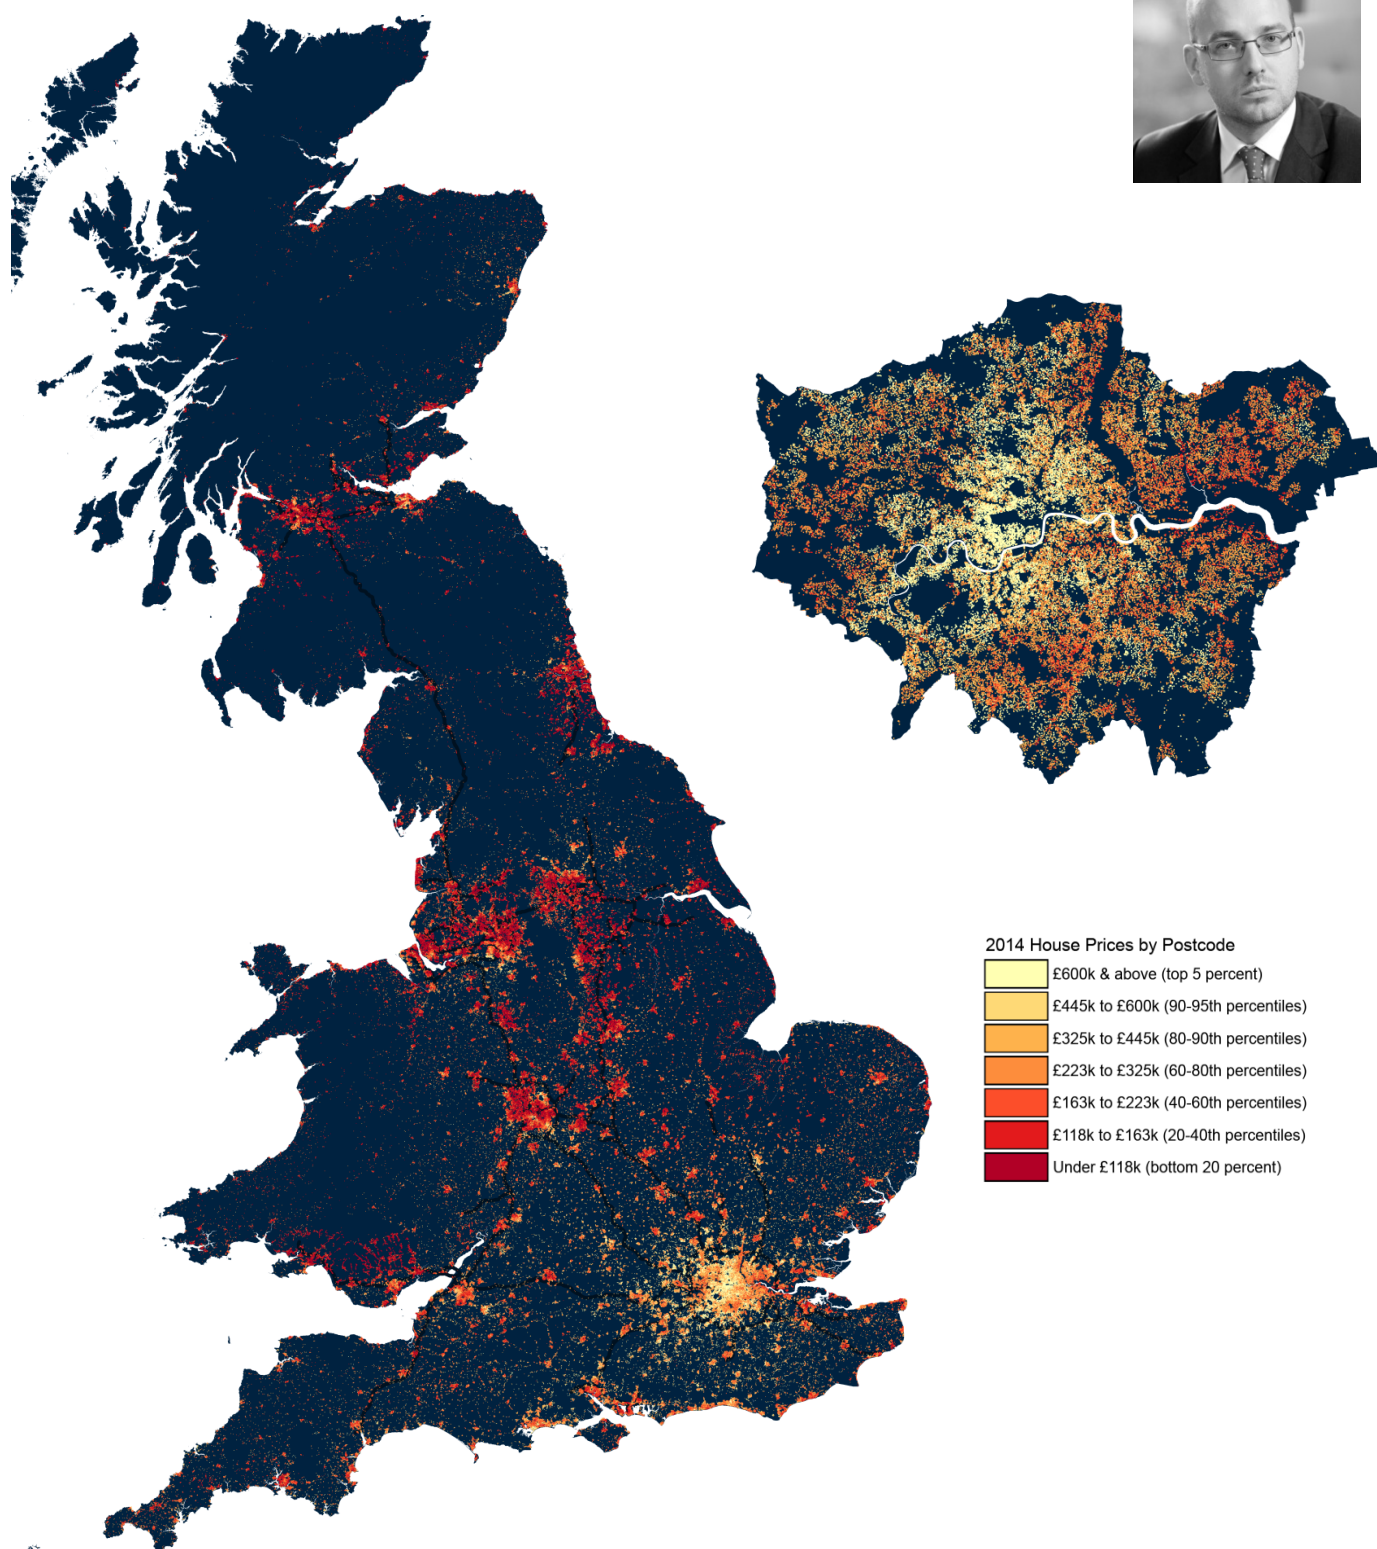 2014 House Prices by Postcode
£600k & above (top 5 percent)
£445k to £600k (90-95th percentiles)
£325k to £445k (80-90th percentiles)
£223k to £325k (60-80th percentiles)
£163k to £223k (40-60th percentiles)
£118k to £163k (20-40th percentiles)
Under £118k (bottom 20 percent)